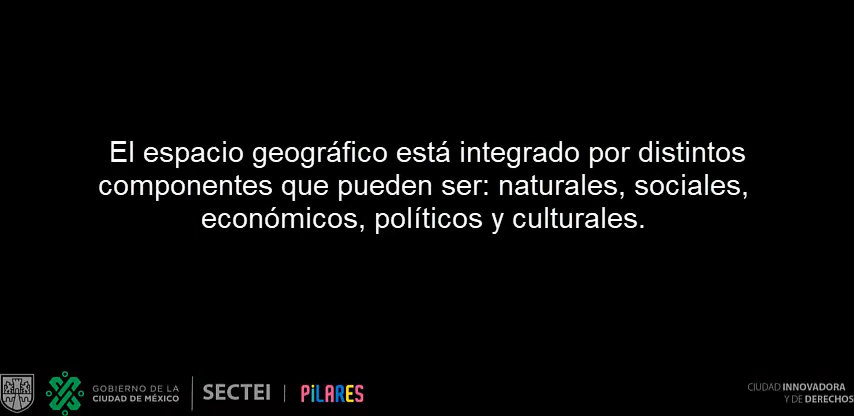 El espacio geográfico está integrado por distintos
componentes que pueden ser: naturales, sociales,
económicos, políticos y culturales.
GOBIERNO DE LA
CIUDAD DE MÉXICO
SECTEI
PiLARES
CIUDAD INNOVADORA
Y DE DERECHOS